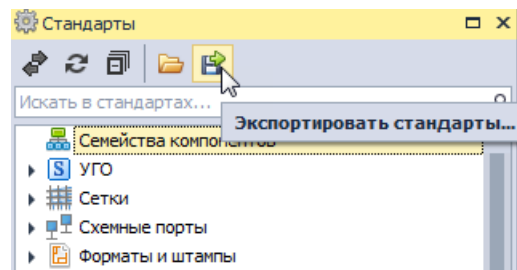 Стандарты
Искать в стандартах...
Экспортировать стандарты...
Семейства компонентов
S УГО
Сетки
Схемные порты
Форматы и штампы